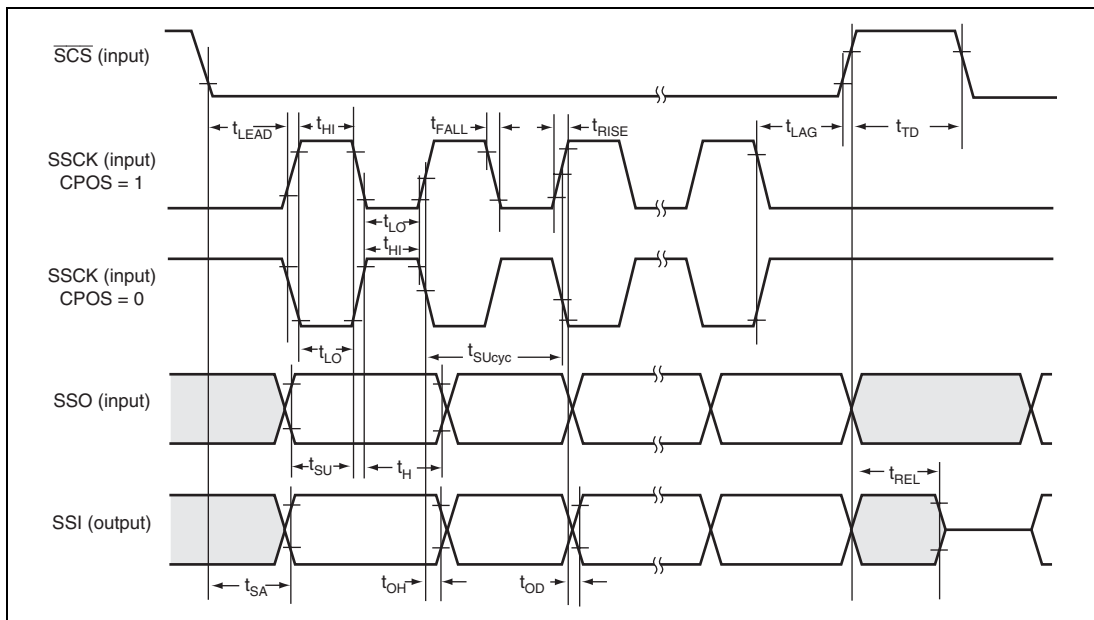 SCS (input)
tLEAD
tHI
tFALL
tRISE
tLAG
tTD
SSCK (input)
CPOS = 1
tLO
tHI
SSCK (input)
CPOS = 0
tLO
tSUcyc
SSO (input)
tSU
tH
tREL
SSI (output)
tSA
tOH
tOD